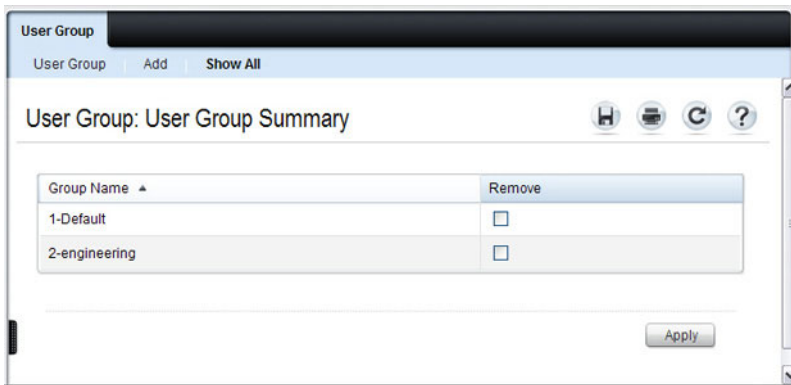 User Group
User Group Add Show All
User Group: User Group Summary
?
Group Name Remove
1-Default
2-engineering
Apply